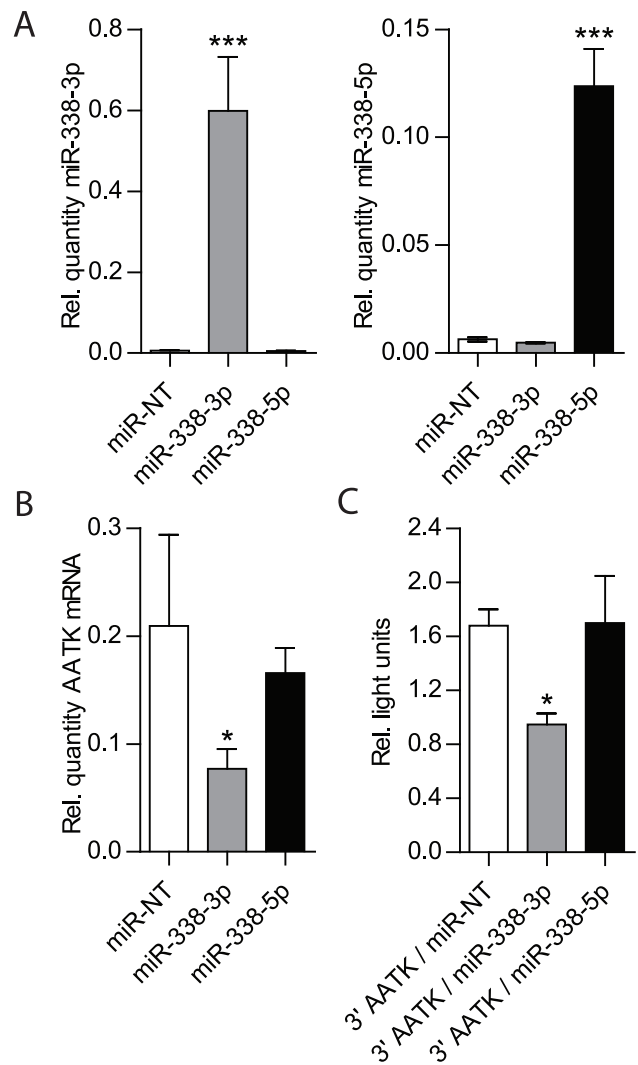 A
Rel. quantity miR-338-3p
0.8
0.6
0.4
0.2
0.0
***
miR-NT
miR-338-3p
miR-338-5p
Rel. quantity miR-338-5p
0.15
0.10
0.05
0.00
***
miR-NT
miR-338-3p
miR-338-5p
B
Rel. quantity AATK mRNA
0.3
0.2
0.1
0.0
*
miR-NT
miR-338-3p
miR-338-5p
C
Rel. light units
2.4
2.0
1.6
1.2
0.8
0.4
0.0
*
3' AATK / miR-NT
3' AATK / miR-338-3p
3' AATK / miR-338-5p